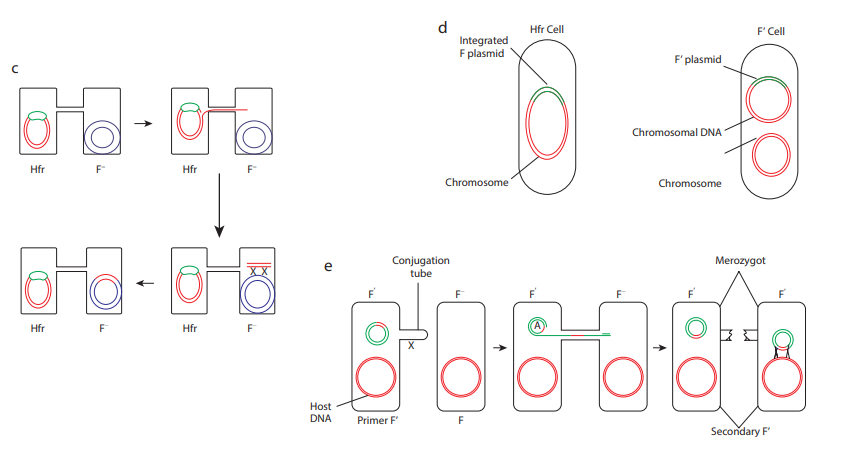 c
Hfr
F⁻
Hfr
F⁻
Hfr
F⁻
Hfr
F⁻
d
Hfr Cell
Integrated
F plasmid
Chromosome
F′ Cell
F′ plasmid
Chromosomal DNA
Chromosome
e
Conjugation
tube
Merozygot
F′
F⁻
F′
F⁻
F′
F′
A
X
X X
Host
DNA
Primer F′
F
Secondary F′